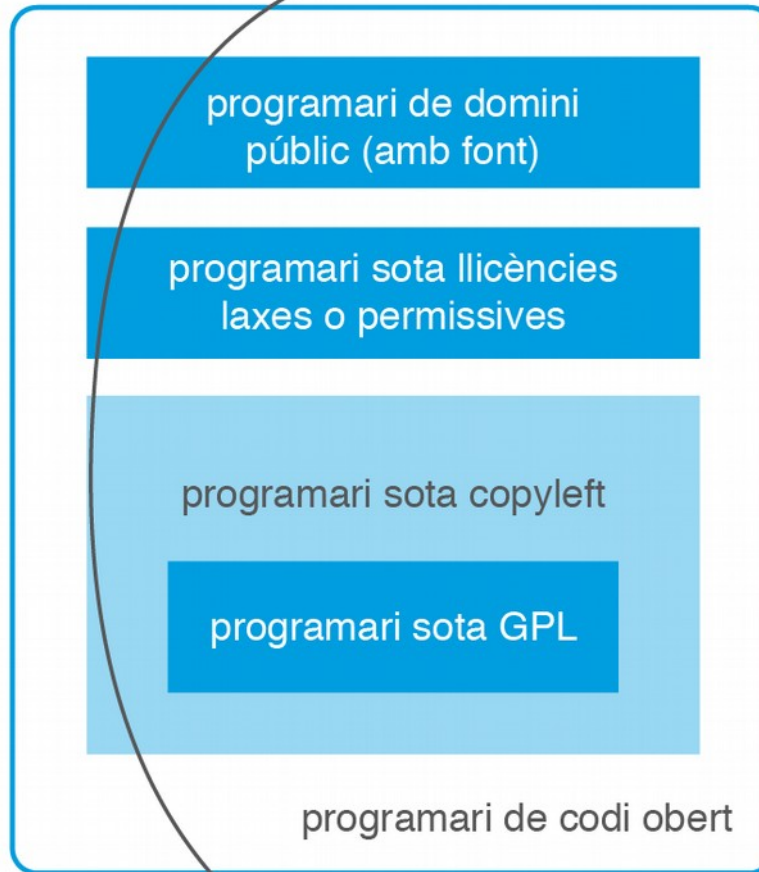 programari de domini
públic (amb font)
programari sota llicències
laxes o permissives
programari sota copyleft
programari sota GPL
programari de codi obert